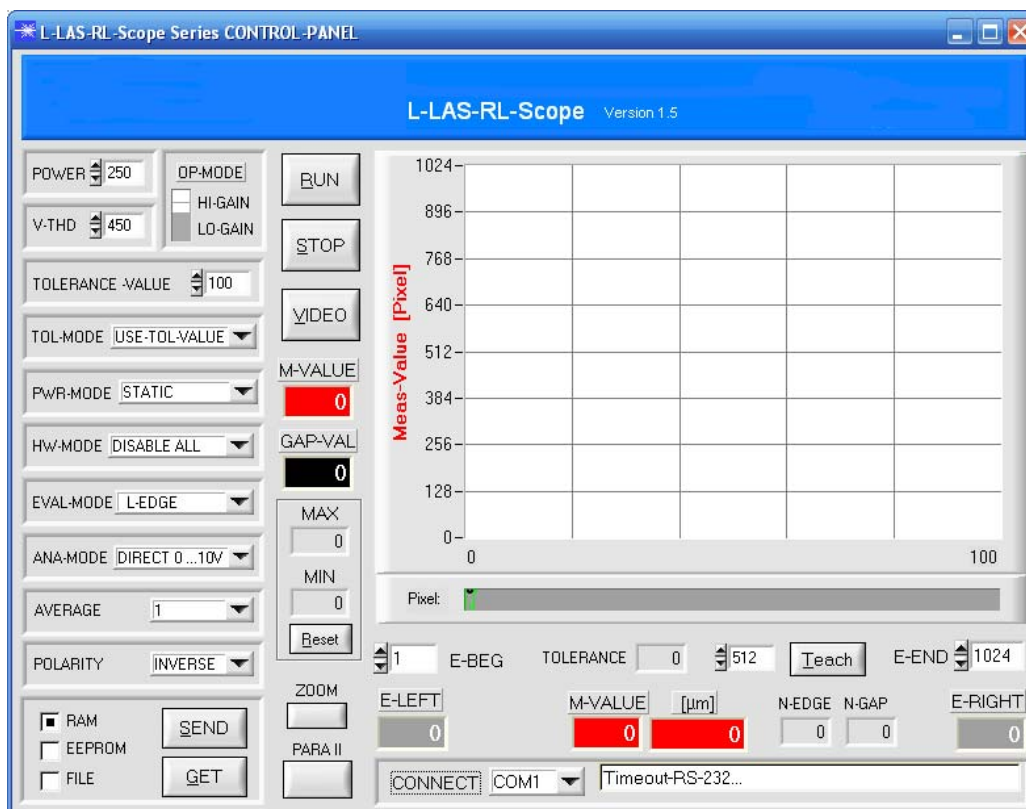 L-LAS-RL-Scope Series CONTROL-PANEL
L-LAS-RL-Scope Version 1.5
POWER 250
OP-MODE
HI-GAIN
LO-GAIN
V-THD 450
TOLERANCE -VALUE 100
TOL-MODE USE-TOL-VALUE
PWR-MODE STATIC
HW-MODE DISABLE ALL
EVAL-MODE L-EDGE
ANA-MODE DIRECT 0 ...10V
AVERAGE 1
POLARITY INVERSE
RAM
EEPROM
FILE
SEND
GET
RUN
STOP
VIDEO
M-VALUE
0
GAP-VAL
0
MAX
0
MIN
0
Reset
ZOOM
PARA II
Meas-Value [Pixel]
1024
896
768
640
512
384
256
128
0
0 100
Pixel:
1 E-BEG TOLERANCE 0 512 Teach E-END 1024
E-LEFT M-VALUE [µm] N-EDGE N-GAP E-RIGHT
0 0 0 0 0 0
CONNECT COM1 Timeout-RS-232...